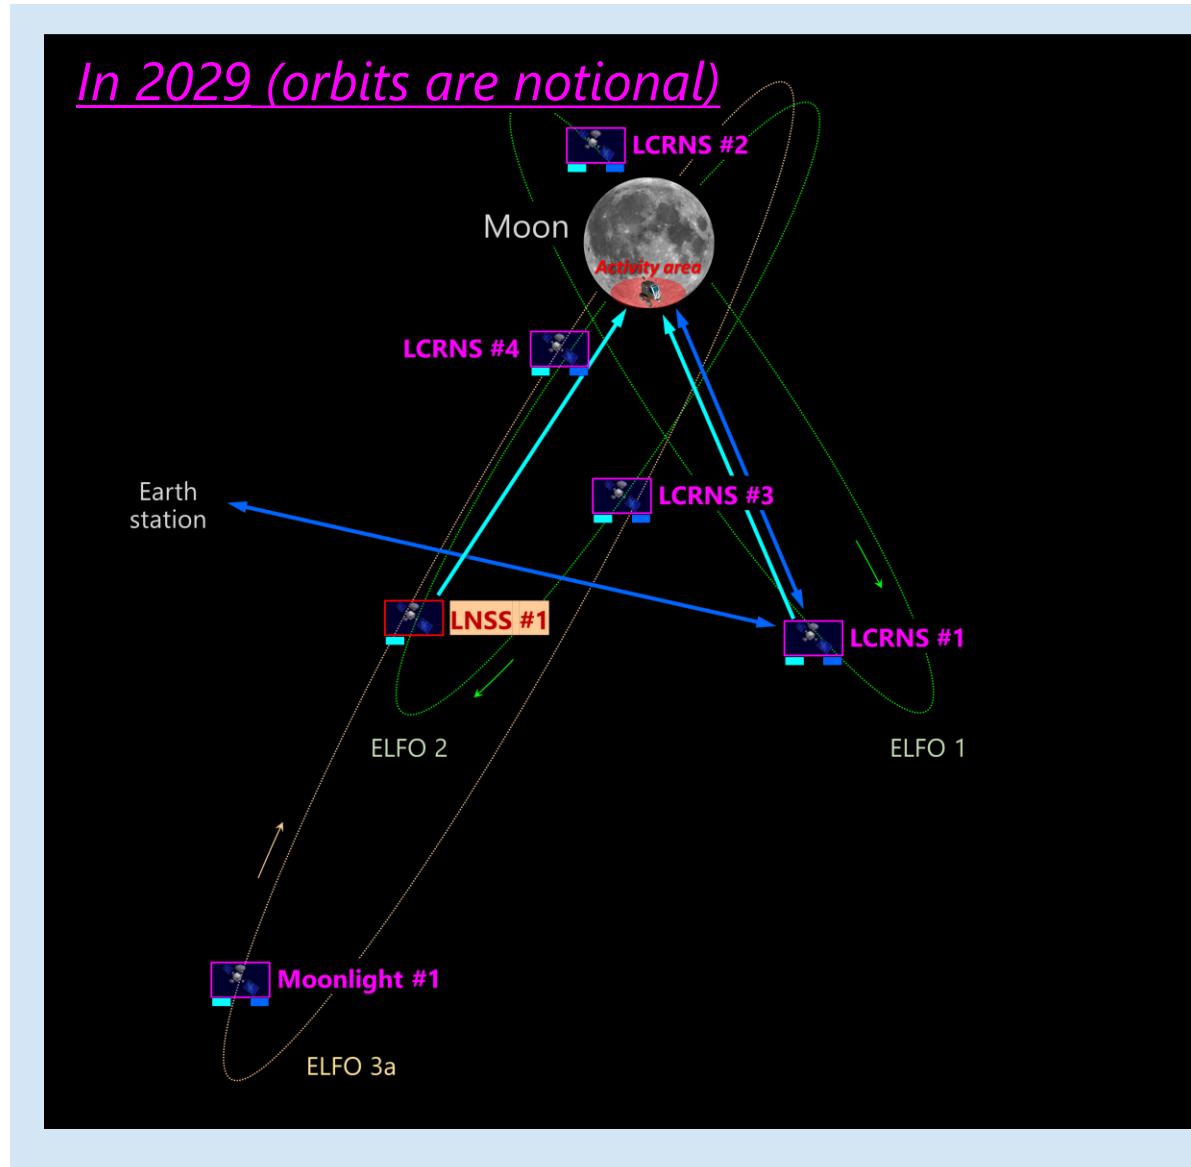 In 2029 (orbits are notional)
LCRNS #2
Moon
Activity area
LCRNS #4
LCRNS #3
Earth
station
LNSS #1
LCRNS #1
ELFO 2
ELFO 1
Moonlight #1
ELFO 3a